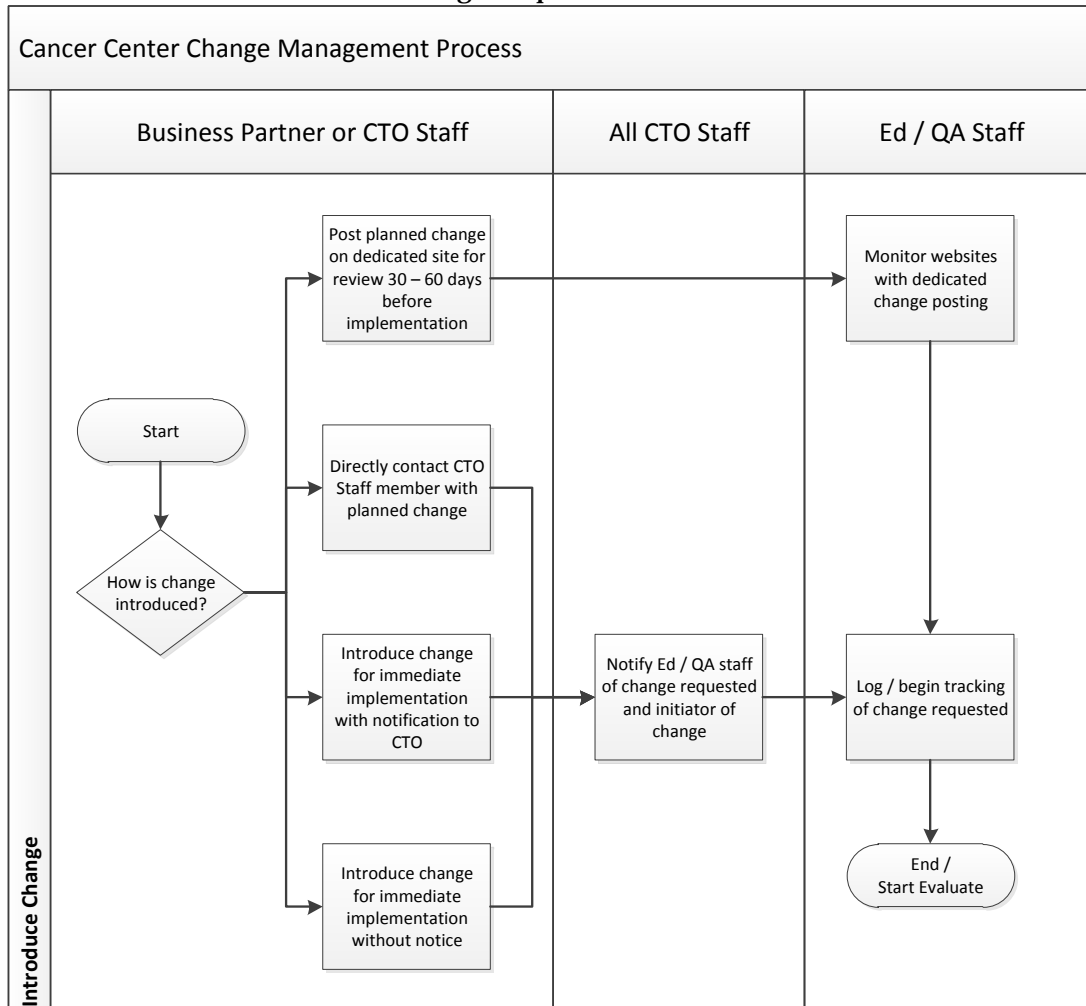 Cancer Center Change Management Process
Business Partner or CTO Staff
All CTO Staff
Ed / QA Staff
Introduce Change
Post planned change
on dedicated site for
review 30 – 60 days
before
implementation
Monitor websites
with dedicated
change posting
Start
Directly contact CTO
Staff member with
planned change
How is change
introduced?
Introduce change
for immediate
implementation
with notification to
CTO
Notify Ed / QA staff
of change requested
and initiator of
change
Log / begin tracking
of change requested
Introduce change
for immediate
implementation
without notice
End /
Start Evaluate